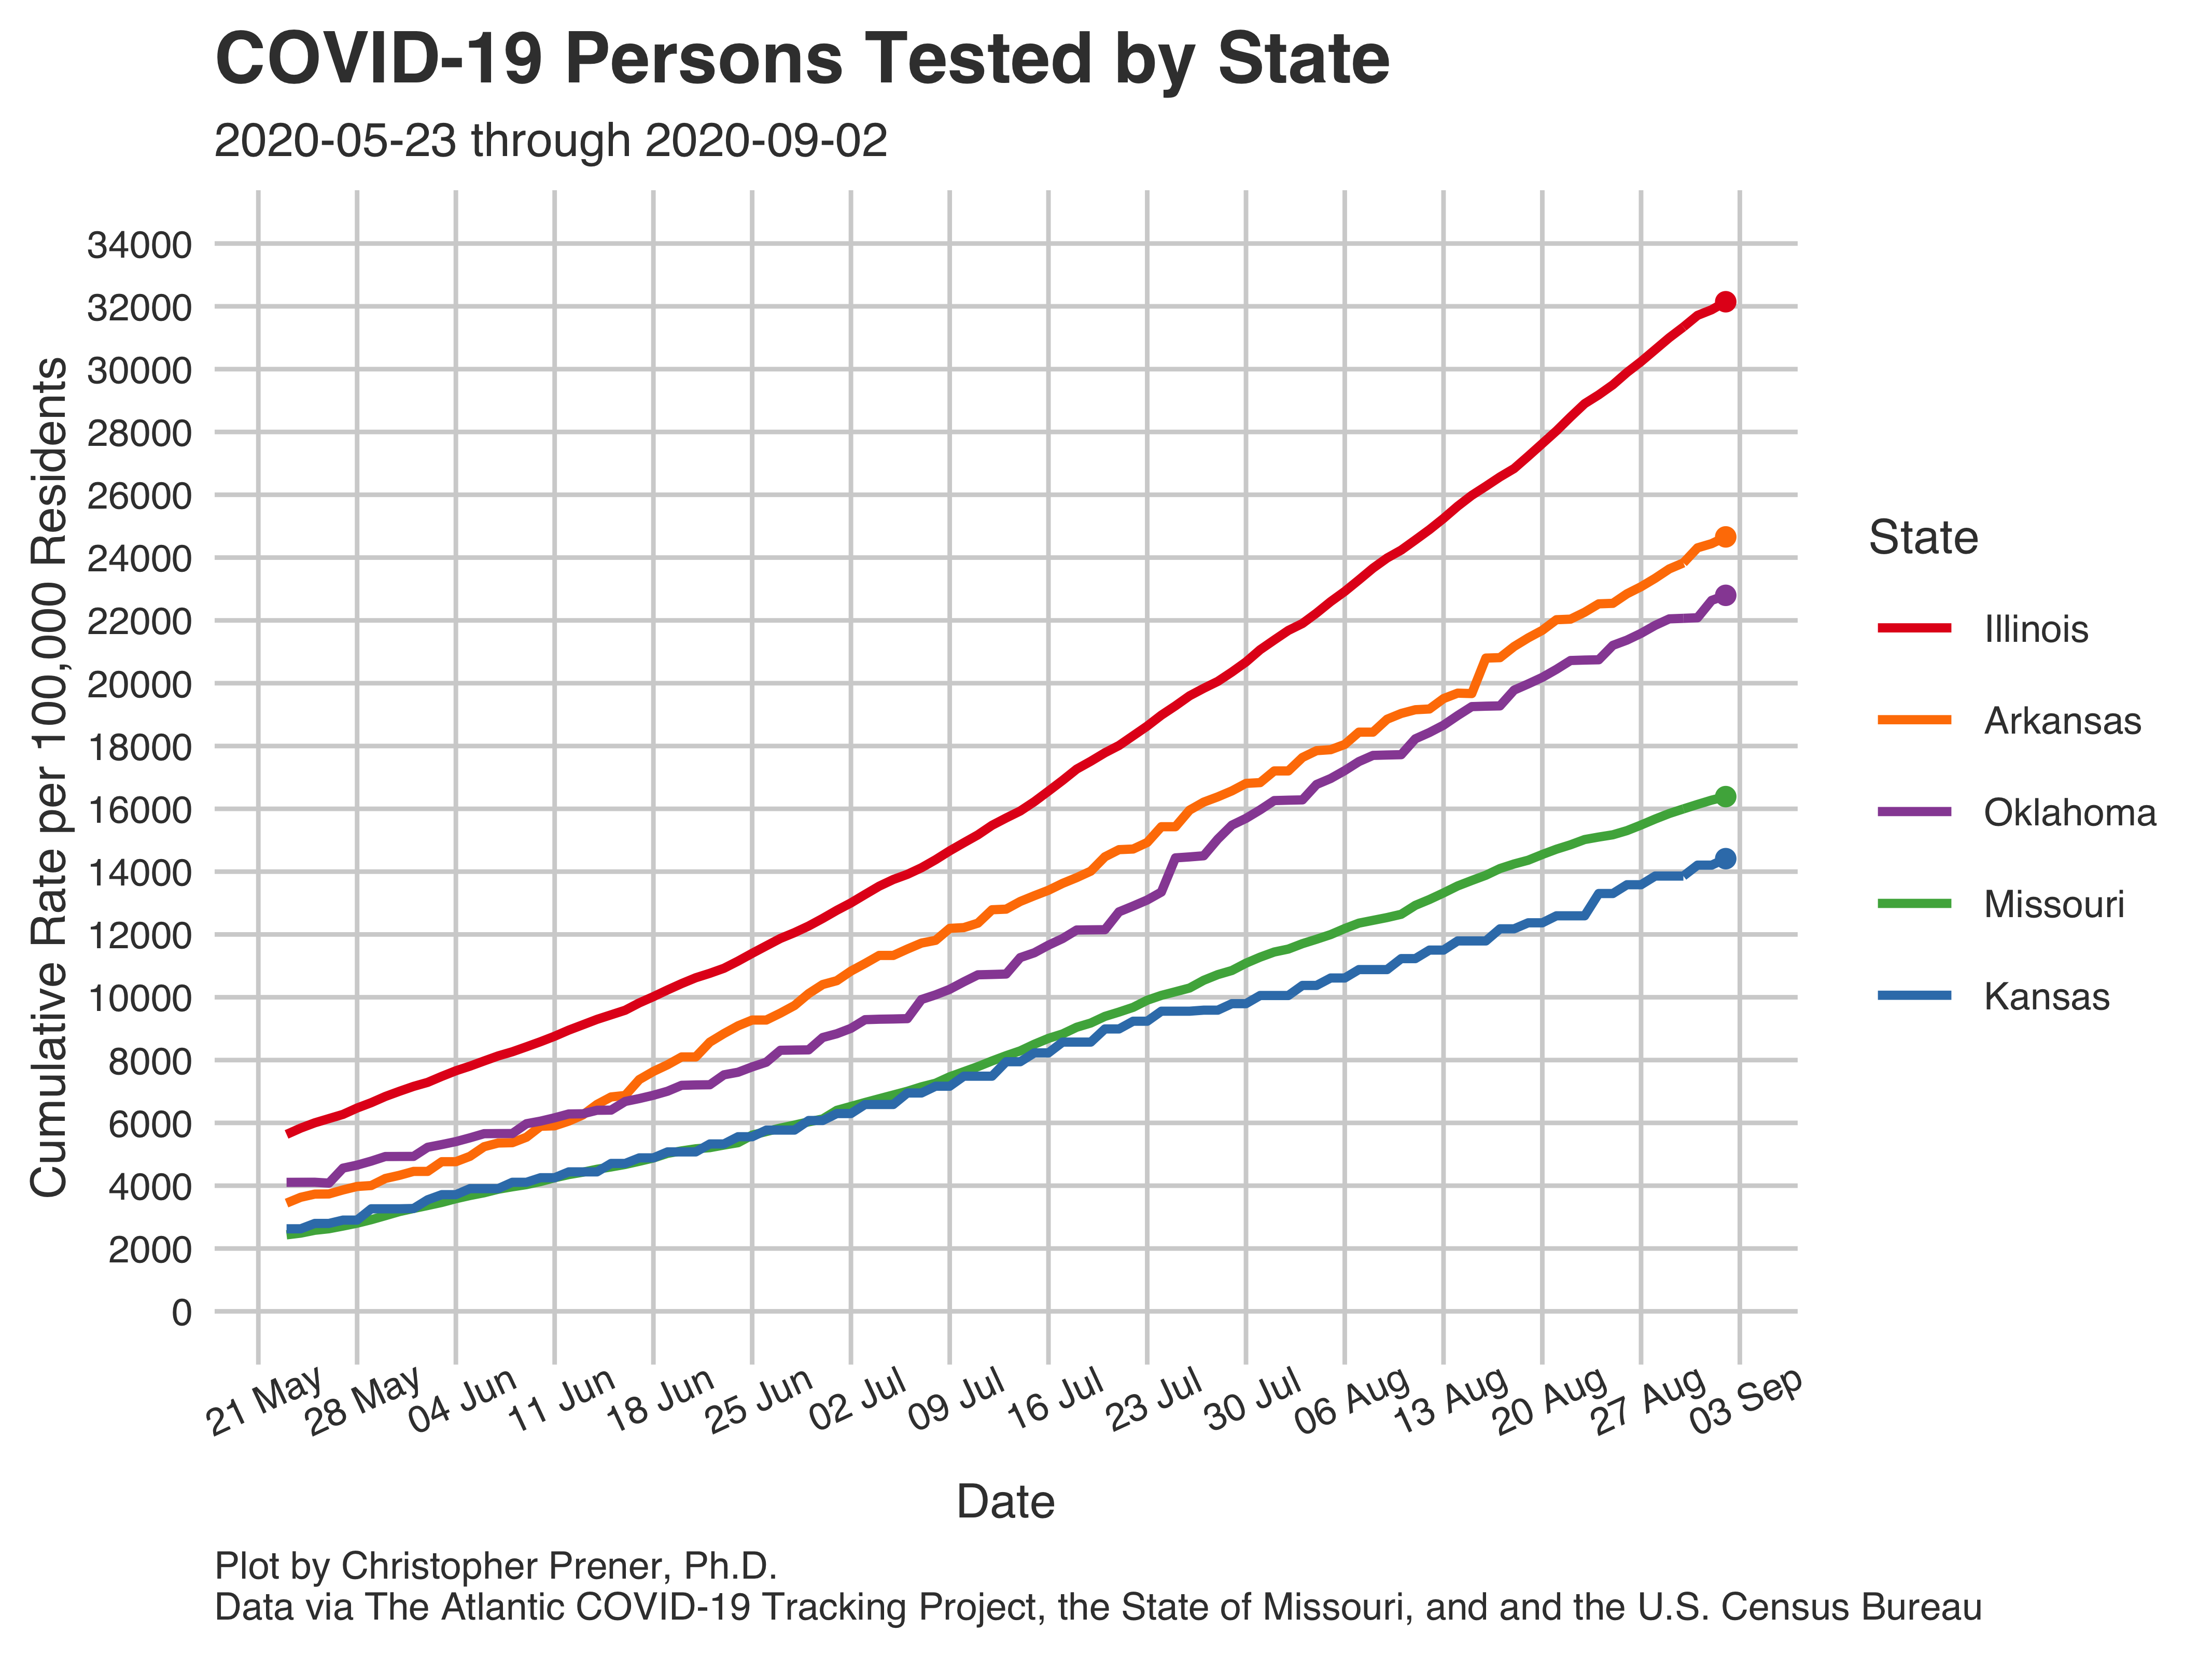 COVID-19 Persons Tested by State
2020-05-23 through 2020-09-02
Cumulative Rate per 100,000 Residents
34000
32000
30000
28000
26000
24000
22000
20000
18000
16000
14000
12000
10000
8000
6000
4000
2000
0
21 May
28 May
04 Jun
11 Jun
18 Jun
25 Jun
02 Jul
09 Jul
16 Jul
23 Jul
30 Jul
06 Aug
13 Aug
20 Aug
27 Aug
03 Sep
Date
State
Illinois
Arkansas
Oklahoma
Missouri
Kansas
Plot by Christopher Prener, Ph.D.
Data via The Atlantic COVID-19 Tracking Project, the State of Missouri, and and the U.S. Census Bureau